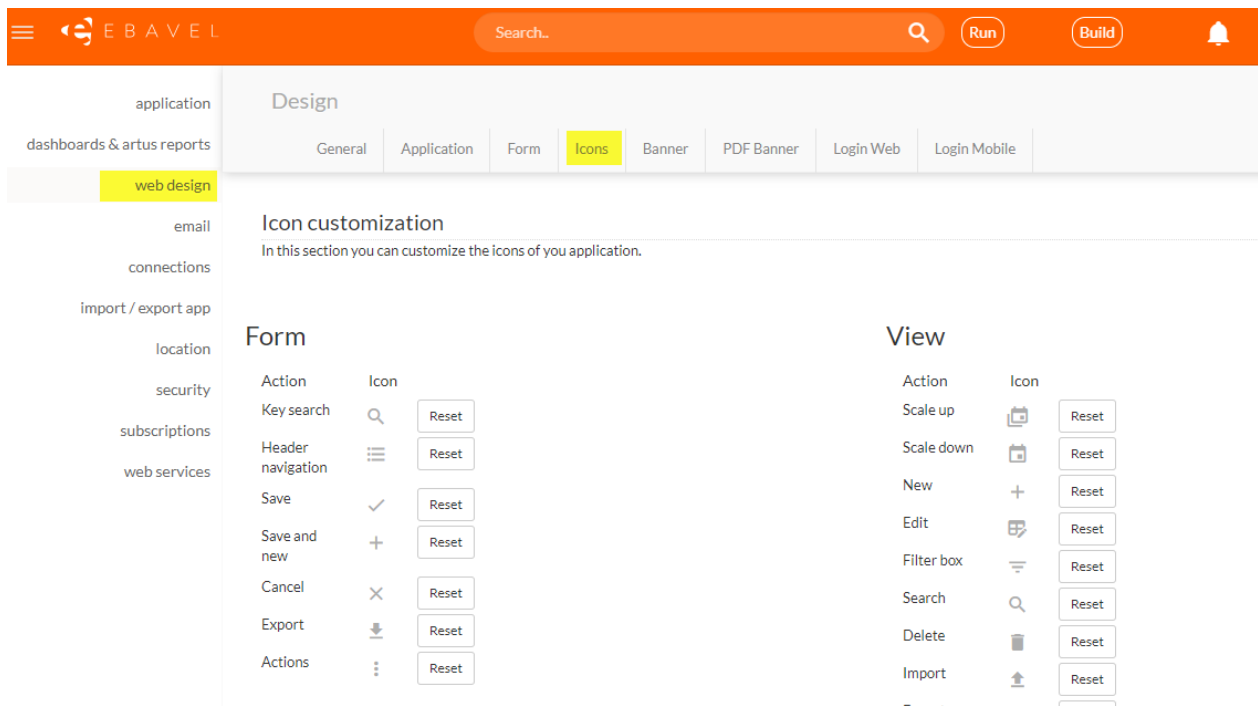 EBAVEL
Search..
Run
Build
application
dashboards & artus reports
web design
email
connections
import / export app
location
security
subscriptions
web services
Design
General Application Form Icons Banner PDF Banner Login Web Login Mobile
Icon customization
In this section you can customize the icons of you application.
Form
Action Icon
Key search Reset
Header
navigation Reset
Save Reset
Save and
new Reset
Cancel Reset
Export Reset
Actions Reset
View
Action Icon
Scale up Reset
Scale down Reset
New Reset
Edit Reset
Filter box Reset
Search Reset
Delete Reset
Import Reset